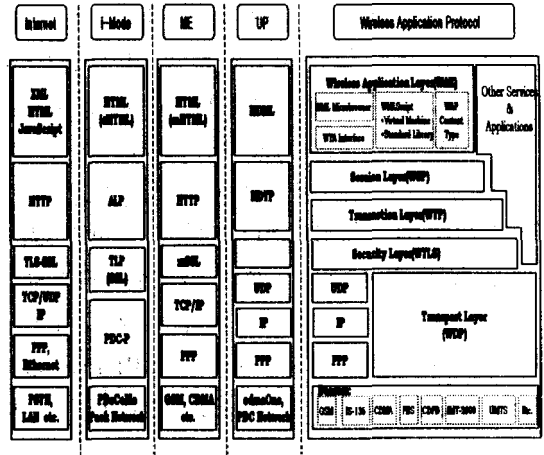 Internet
i-Mode
ME
UP
Wireless Application Protocol
XML
HTML
JavaScript
HTTP
TLS-SSL
TCP/UDP
IP
PPP,
Ethernet
PSTN,
LAN etc.
HTML
(cHTML)
ALP
TLP
(SSL)
PDC-P
Pack Network
HTML
(mHTML)
HTTP
mSSL
TCP/IP
PPP
GSM, CDMA
etc.
HDML
HDTP
UDP
IP
PPP
cdmaOne,
PDC Network
Wireless Application Layer(WAE)
WML Microbrowser
WTA Interface
WMLScript
•Virtual Machine
•Standard Library
WAP
Content
Type
Other Services
&
Applications
Session Layer(WSP)
Transaction Layer(WTP)
Security Layer(WTLS)
UDP
IP
PPP
Transport Layer
(WDP)
GSM
IS-136
CDMA
PHS
CDPD
IMT-2000
UMTS
Etc.